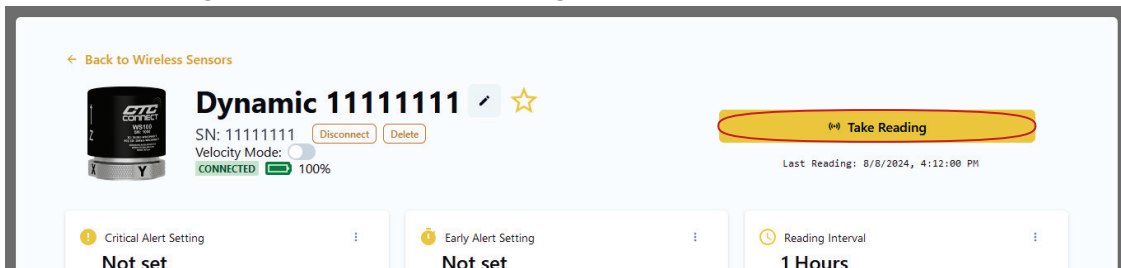 ← Back to Wireless Sensors
Dynamic 11111111
SN: 11111111 Disconnect Delete
Velocity Mode:
CONNECTED 100%
CTC
CONNECT
WS100
Z
X Y
Take Reading
Last Reading: 8/8/2024, 4:12:00 PM
Critical Alert Setting
Not set
Early Alert Setting
Not set
Reading Interval
1 Hours